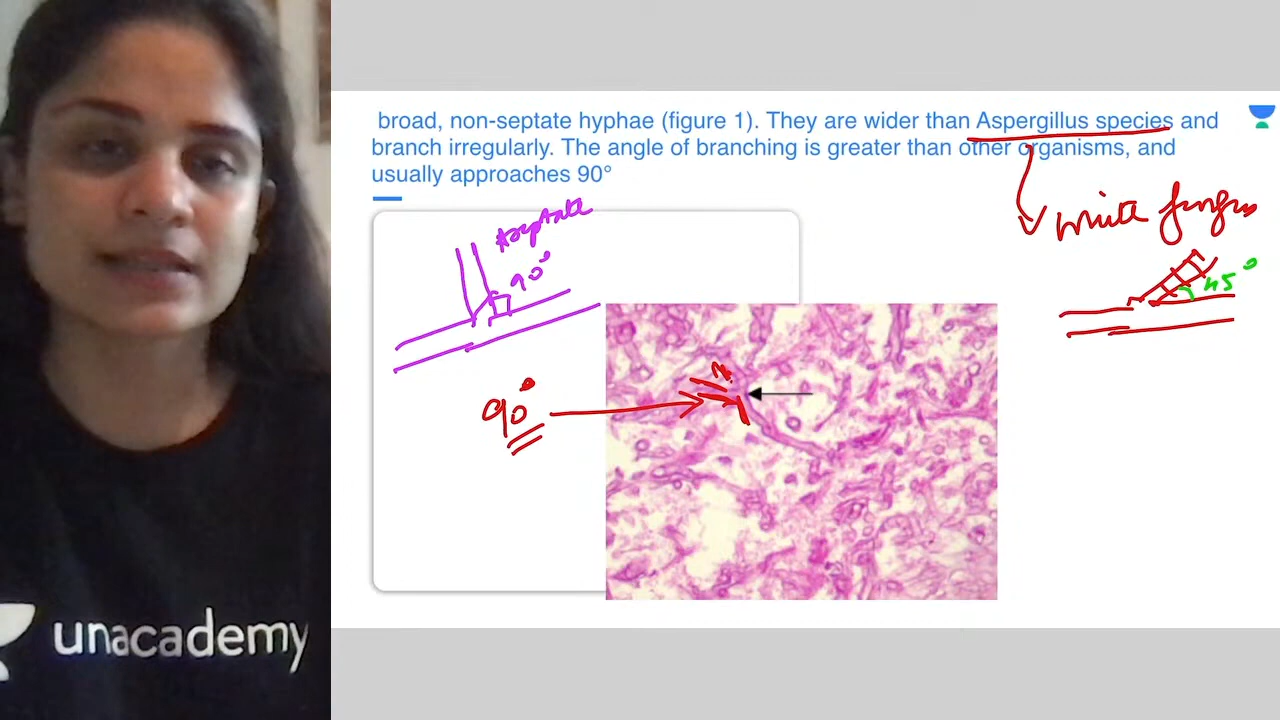 broad, non-septate hyphae (figure 1). They are wider than Aspergillus species and
branch irregularly. The angle of branching is greater than other organisms, and
usually approaches 90°
90°
White fungus
45°
90°
unacademy